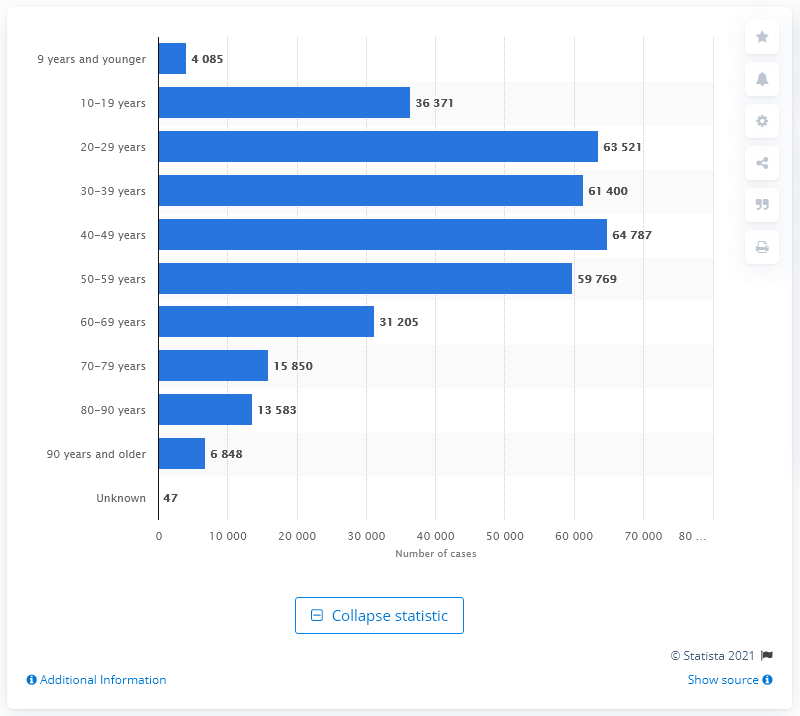 9 years and younger 4 085
10–19 years 36 371
20–29 years 63 521
30–39 years 61 400
40–49 years 64 787
50–59 years 59 769
60–69 years 31 205
70–79 years 15 850
80–90 years 13 583
90 years and older 6 848
Unknown 47
0 10 000 20 000 30 000 40 000 50 000 60 000 70 000 80 ...
Number of cases
Collapse statistic
© Statista 2021
Additional Information Show source